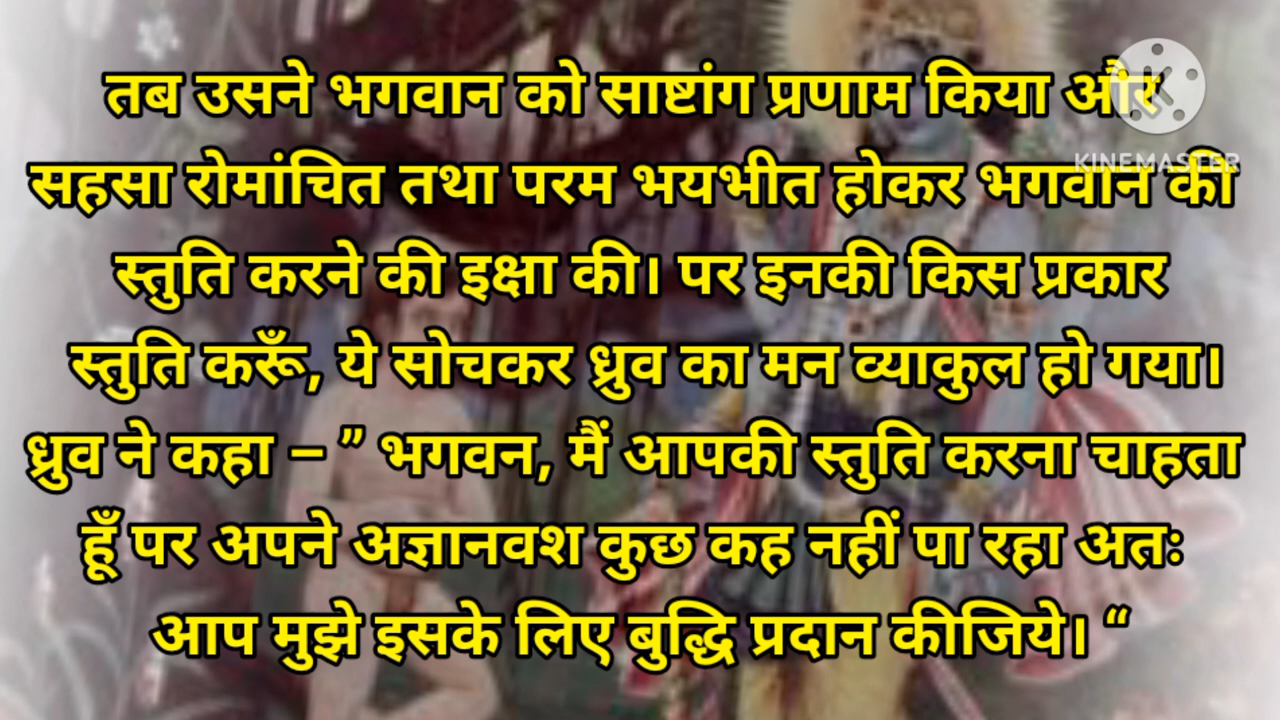 तब उसने भगवान को साष्टांग प्रणाम किया और
सहसा रोमांचित तथा परम भयभीत होकर भगवान की
स्तुति करने की इक्षा की। पर इनकी किस प्रकार
स्तुति करूँ, ये सोचकर ध्रुव का मन व्याकुल हो गया।
ध्रुव ने कहा – ” भगवन, मैं आपकी स्तुति करना चाहता
हूँ पर अपने अज्ञानवश कुछ कह नहीं पा रहा अतः
आप मुझे इसके लिए बुद्धि प्रदान कीजिये। “
K
KINEMASTER